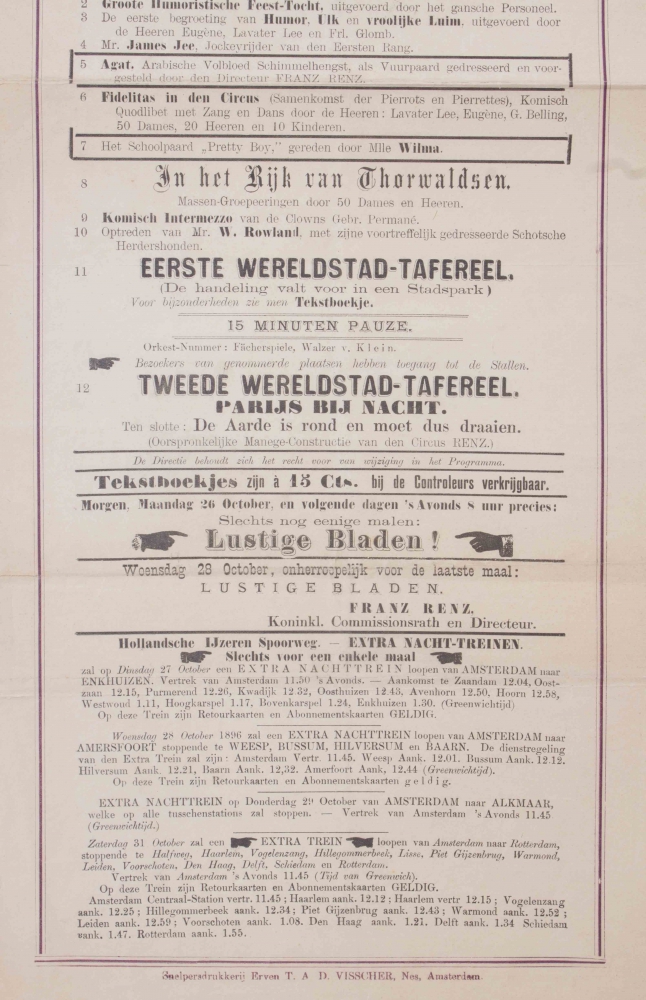 2 Groote Humoristische Feest-Tocht, uitgevoerd door het gansche Personeel.
3 De eerste begroeting van Humor, Ulk en vroolijke Luim, uitgevoerd door
de Heeren Eugène, Lavater Lee en Frl. Glomb.
4 Mr. James Jee, Jockeyrijder van den Eersten Rang.
5 Agat, Arabische Volbloed Schimmelhengst, als Vuurpaard gedresseerd en voor-
gesteld door den Directeur FRANZ RENZ.
6 Fidelitas in den Circus (Samenkomst der Pierrots en Pierrettes), Komisch
Quodlibet met Zang en Dans door de Heeren: Lavater Lee, Eugène, G. Belling,
50 Dames, 20 Heeren en 10 Kinderen.
7 Het Schoolpaard „Pretty Boy," gereden door Mlle Wilma.
8 In het Rijk van Thorwaldsen.
Massen-Groepeeringen door 50 Dames en Heeren.
9 Komisch Intermezzo van de Clowns Gebr. Permané.
10 Optreden van Mr. W. Rowland, met zijne voortreffelijk gedresseerde Schotsche
Herdershonden.
11 EERSTE WERELDSTAD-TAFEREEL.
(De handeling valt voor in een Stadspark)
Voor bijzonderheden zie men Tekstboekje.
15 MINUTEN PAUZE.
Orkest-Nummer: Fächerspiele, Walzer v. Klein.
Bezoekers van genommerde plaatsen hebben toegang tot de Stallen.
12 TWEEDE WERELDSTAD-TAFEREEL.
PARIJS BIJ NACHT.
Ten slotte: De Aarde is rond en moet dus draaien.
(Oorspronkelijke Manege-Constructie van den Circus RENZ.)
De Directie behoudt zich het recht voor van wijziging in het Programma.
Tekstboekjes zijn à 15 Cts. bij de Controleurs verkrijgbaar.
Morgen, Maandag 26 October, en volgende dagen 's Avonds 8 uur precies:
Slechts nog eenige malen:
Lustige Bladen!
Woensdag 28 October, onherroepelijk voor de laatste maal:
LUSTIGE BLADEN.
FRANZ RENZ.
Koninkl. Commissionsrath en Directeur.
Hollandsche IJzeren Spoorweg. — EXTRA NACHT-TREINEN.
Slechts voor een enkele maal
zal op Dinsdag 27 October een EXTRA NACHTTREIN loopen van AMSTERDAM naar
ENKHUIZEN. Vertrek van Amsterdam 11.50 's Avonds. — Aankomst te Zaandam 12.04, Oost-
zaan 12.15, Purmerend 12.26, Kwadijk 12 32, Oosthuizen 12.43, Avenhorn 12.50, Hoorn 12.58,
Westwoud 1.11, Hoogkarspel 1.17, Bovenkarspel 1.24, Enkhuizen 1.30. (Greenwichtijd)
Op deze Trein zijn Retourkaarten en Abonnementskaarten GELDIG.
Woensdag 28 October 1896 zal een EXTRA NACHTTREIN loopen van AMSTERDAM naar
AMERSFOORT stoppende te WEESP, BUSSUM, HILVERSUM en BAARN. De dienstregeling
van den Extra Trein zal zijn: Amsterdam Vertr. 11.45. Weesp Aank. 12.01. Bussum Aank. 12.12.
Hilversum Aank. 12.21, Baarn Aank. 12,32. Amerfoort Aank, 12,44 (Greenwichtijd).
Op deze Trein zijn Retourkaarten en Abonnementskaarten geldig.
EXTRA NACHTTREIN op Donderdag 29 October van AMSTERDAM naar ALKMAAR,
welke op alle tusschenstations zal stoppen. — Vertrek van Amsterdam 's Avonds 11.45
(Greenwichtijd.)
Zaterdag 31 October zal een EXTRA TREIN loopen van Amsterdam naar Rotterdam,
stoppende te Halfweg, Haarlem, Vogelenzang, Hillegommerbeek, Lisse, Piet Gijzenbrug, Warmond,
Leiden, Voorschoten, Den Haag, Delft, Schiedam en Rotterdam.
Vertrek van Amsterdam 's Avonds 11.45 (Tijd van Greenwich).
Op deze Trein zijn Retourkaarten en Abonnementskaarten GELDIG.
Amsterdam Centraal-Station vertr. 11.45; Haarlem aank. 12.12; Haarlem vertr 12.15; Vogelenzang
aank. 12.25; Hillegommerbeek aank. 12.34; Piet Gijzenbrug aank. 12.43; Warmond aank. 12.52;
Leiden aank. 12.59; Voorschoten aank. 1.08. Den Haag aank. 1.21. Delft aank. 1.34 Schiedam
aank. 1.47. Rotterdam aank. 1.55.
Snelpersdrukkerij Erven T. A D. VISSCHER, Nes, Amsterdam.